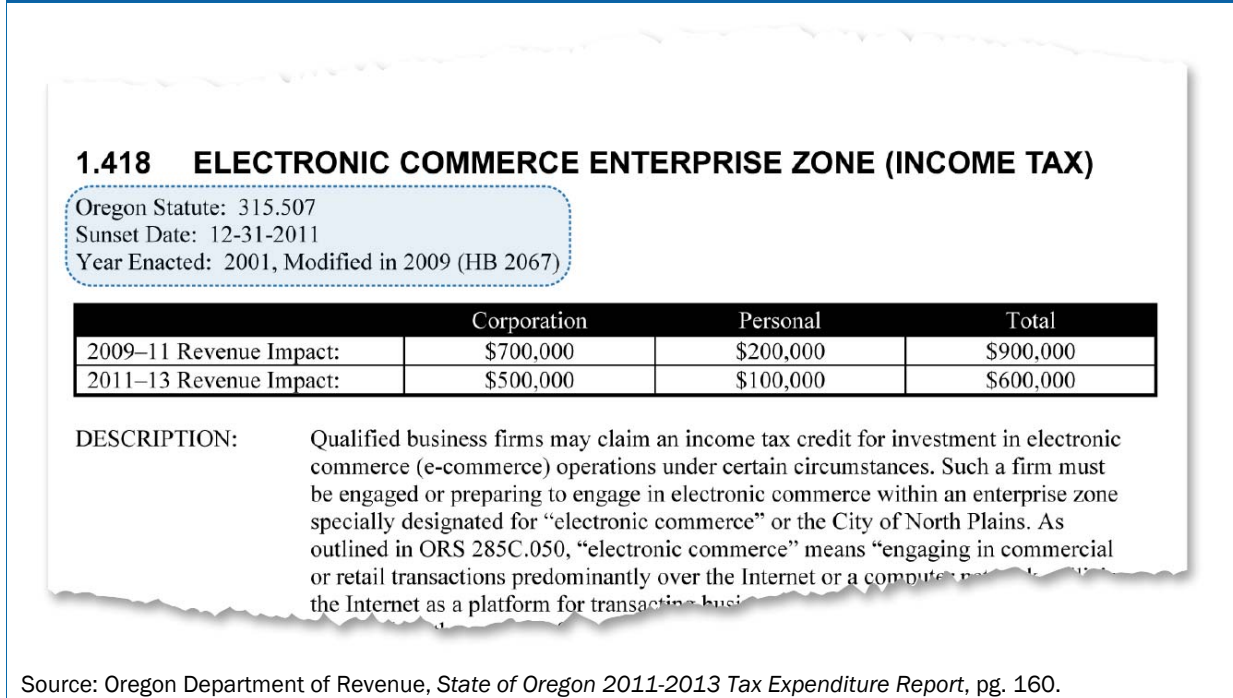 1.418 ELECTRONIC COMMERCE ENTERPRISE ZONE (INCOME TAX)
Oregon Statute: 315.507
Sunset Date: 12-31-2011
Year Enacted: 2001, Modified in 2009 (HB 2067)
Corporation Personal Total
2009–11 Revenue Impact: $700,000 $200,000 $900,000
2011–13 Revenue Impact: $500,000 $100,000 $600,000
DESCRIPTION: Qualified business firms may claim an income tax credit for investment in electronic
commerce (e-commerce) operations under certain circumstances. Such a firm must
be engaged or preparing to engage in electronic commerce within an enterprise zone
specially designated for “electronic commerce” or the City of North Plains. As
outlined in ORS 285C.050, “electronic commerce” means “engaging in commercial
or retail transactions predominantly over the Internet or a computer
the Internet as a platform for transacting
Source: Oregon Department of Revenue, State of Oregon 2011-2013 Tax Expenditure Report, pg. 160.